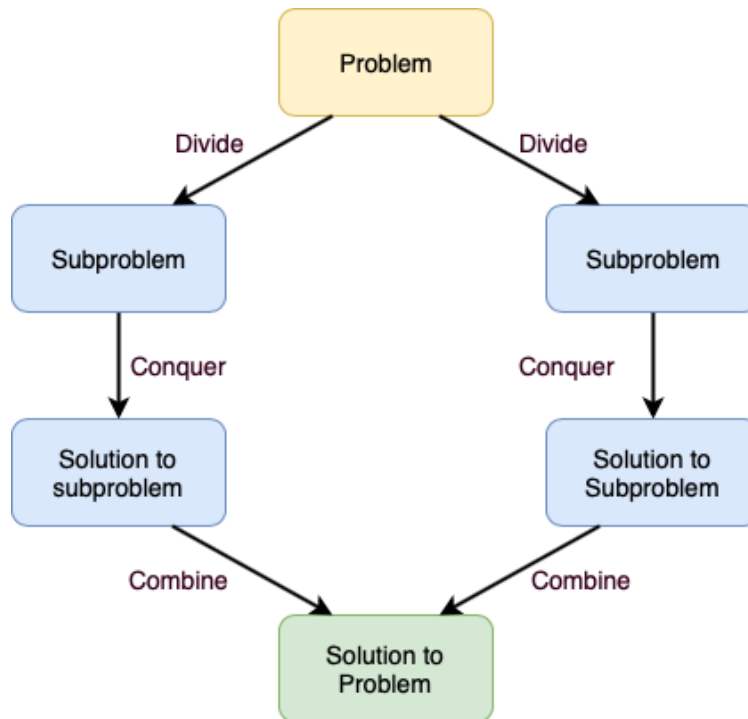 Problem
Divide
Divide
Subproblem
Subproblem
Conquer
Conquer
Solution to
subproblem
Solution to
Subproblem
Combine
Combine
Solution to
Problem